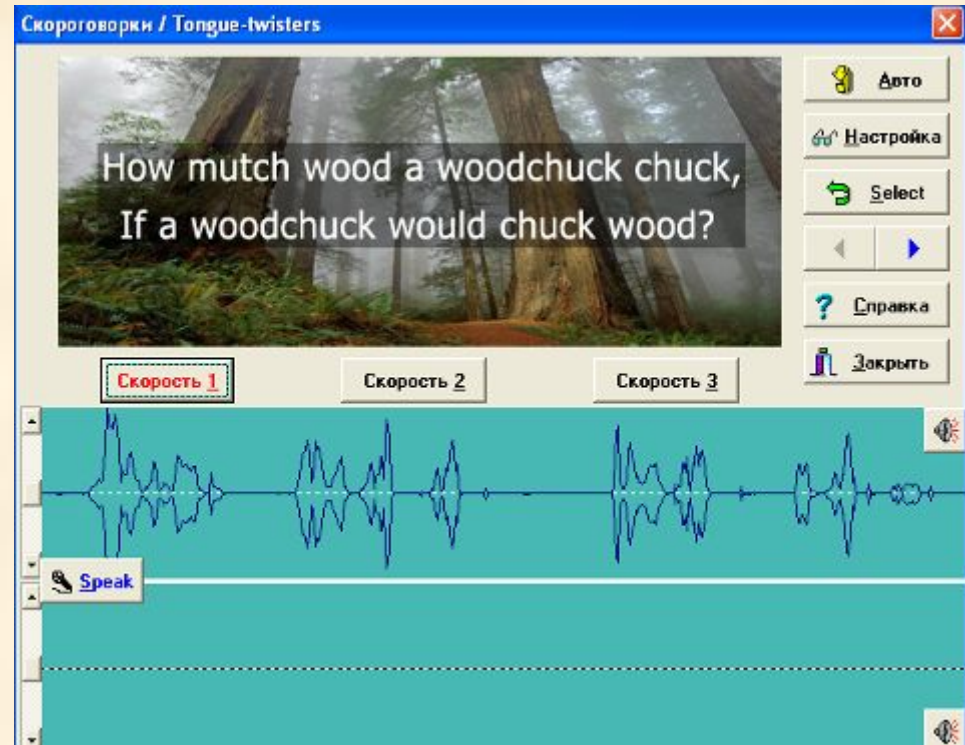 Скороговорки / Tongue-twisters
How mutch wood a woodchuck chuck,
If a woodchuck would chuck wood?
Авто
Настройка
Select
Справка
Закрыть
Скорость 1
Скорость 2
Скорость 3
Speak